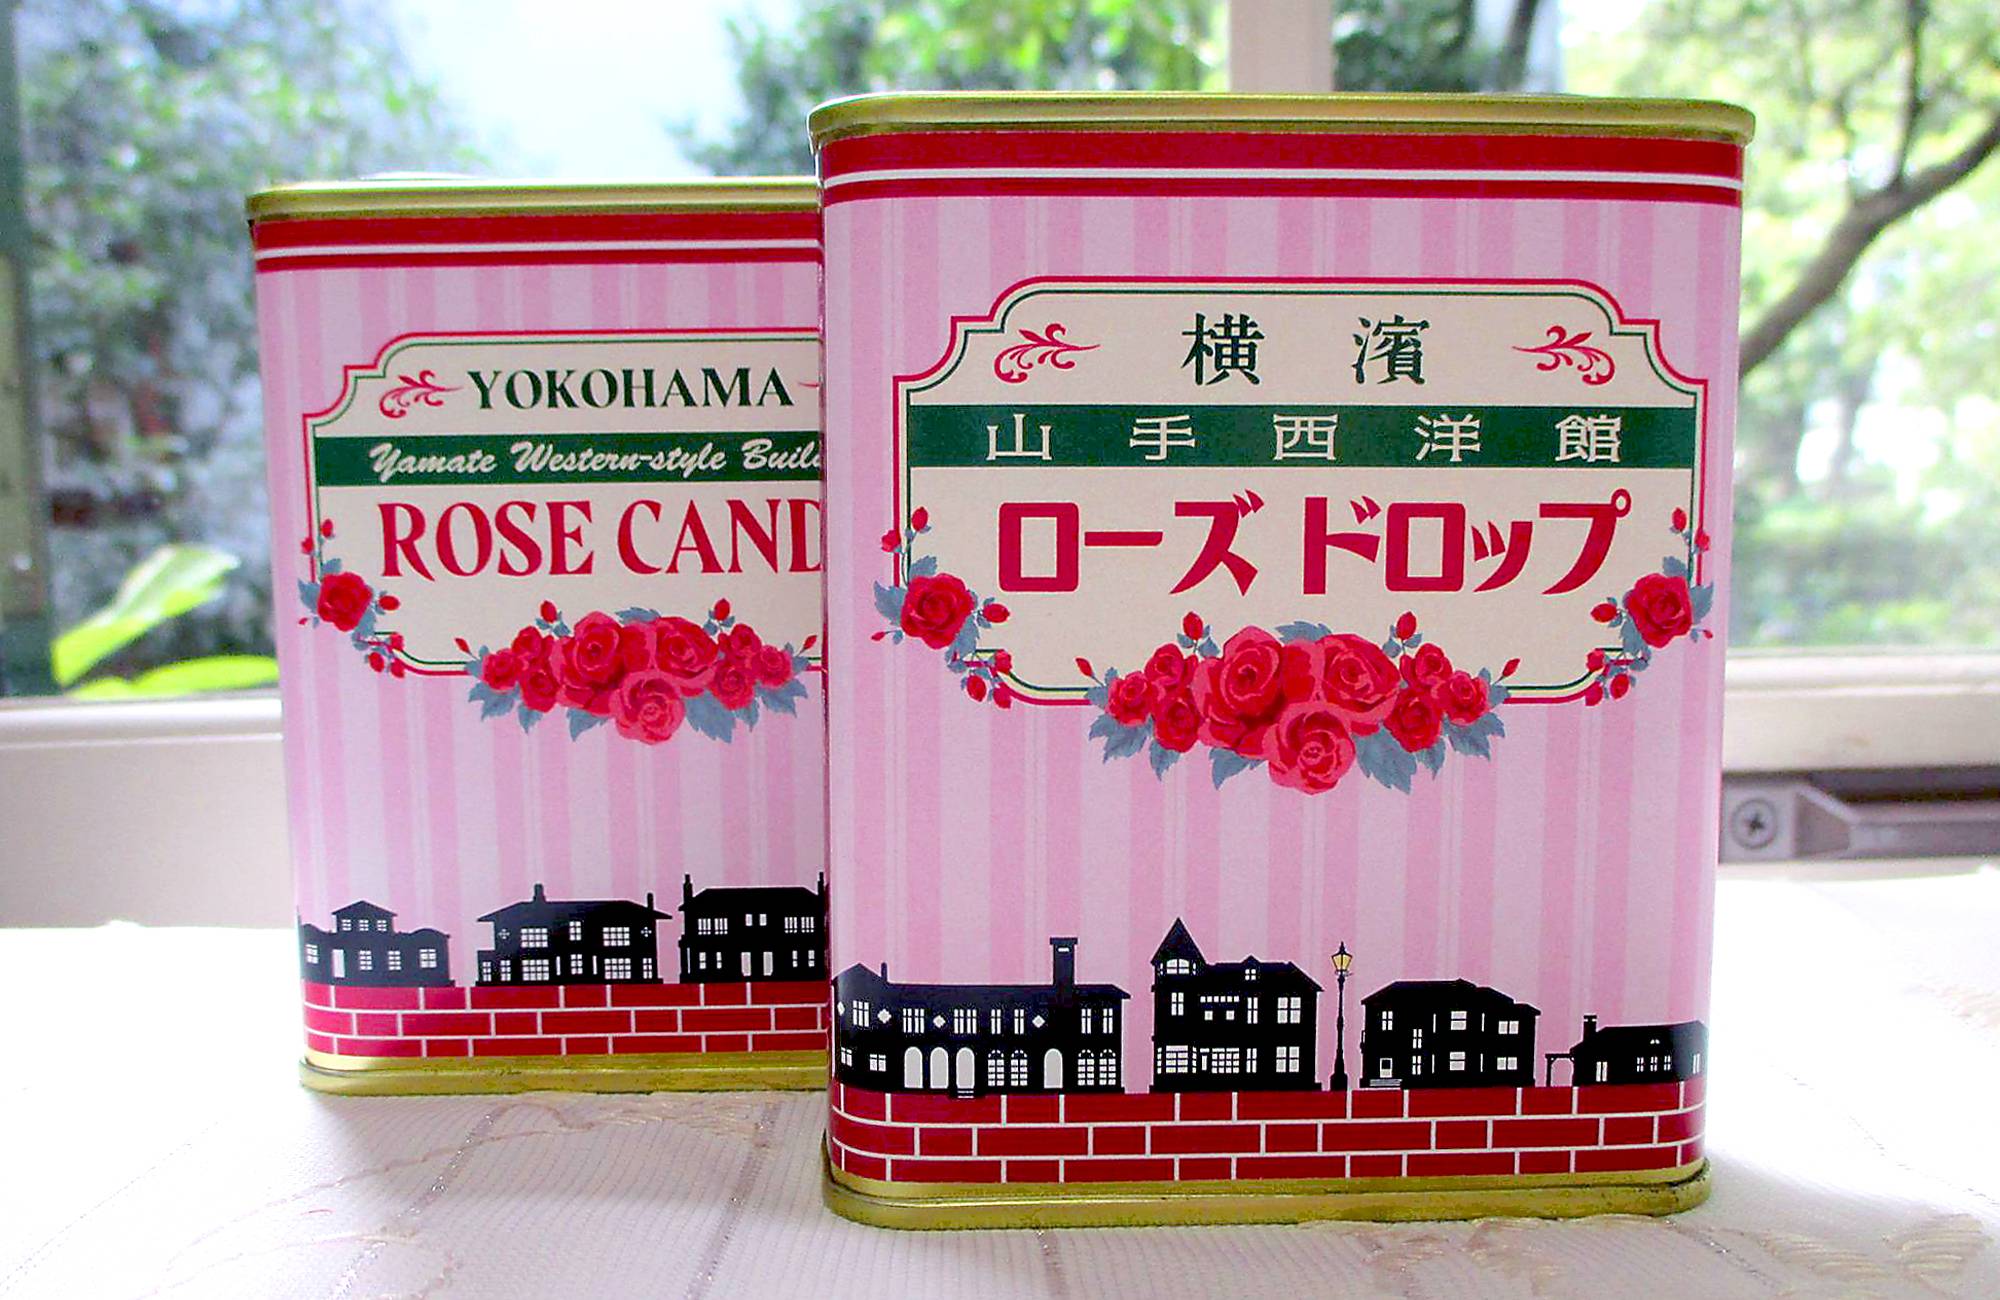 YOKOHAMA
Yamate Western-style
ROSE
横濱
山手西洋館
ローズドロップ